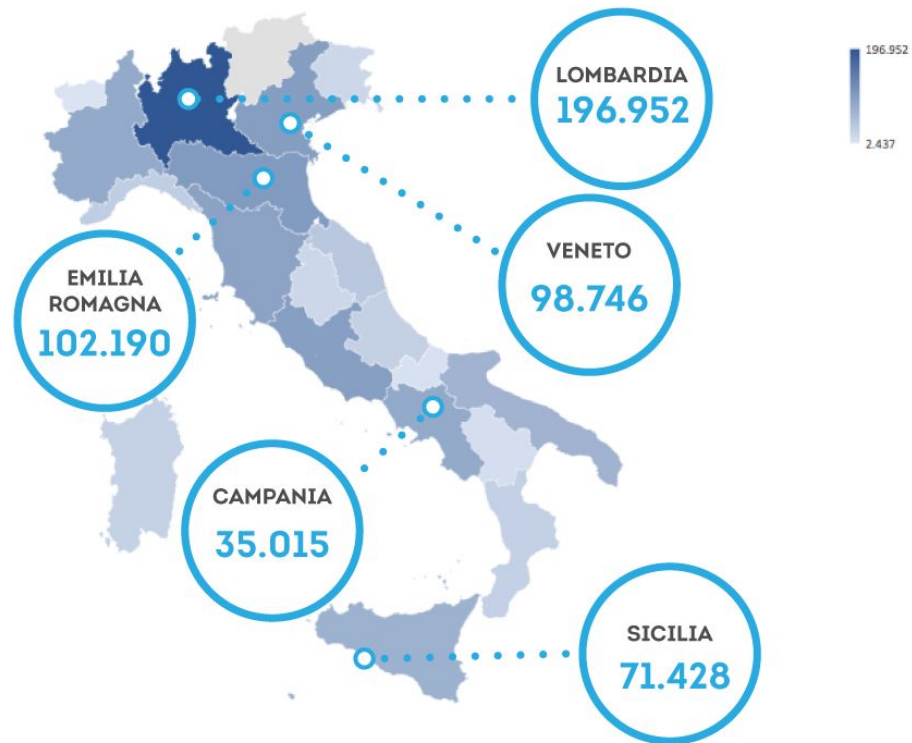 LOMBARDIA
196.952
196.952
2.437
VENETO
98.746
EMILIA
ROMAGNA
102.190
CAMPANIA
35.015
SICILIA
71.428